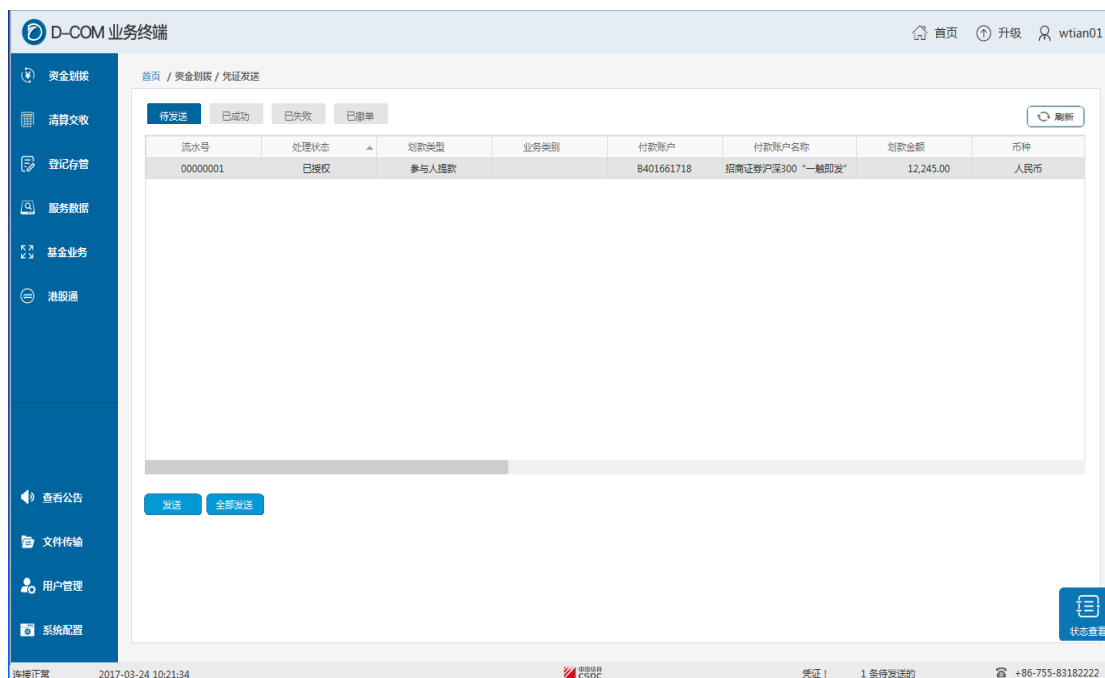 D-COM 业务终端
首页 升级 wtian01
资金划拨
清算交收
登记存管
服务数据
基金业务
港股通
查看公告
文件传输
用户管理
系统配置
首页 / 资金划拨 / 凭证发送
待发送 已成功 已失败 已撤单 刷新
流水号 处理状态 划款类型 业务类别 付款账户 付款账户名称 划款金额 币种
00000001 已授权 参与人提款 B401661718 招商证券沪深300“一触即发” 12,245.00 人民币
发送 全部发送
状态查看
连接正常 2017-03-24 10:21:34 中国结算 CSDC 凭证！ 1 条待发送的 +86-755-83182222